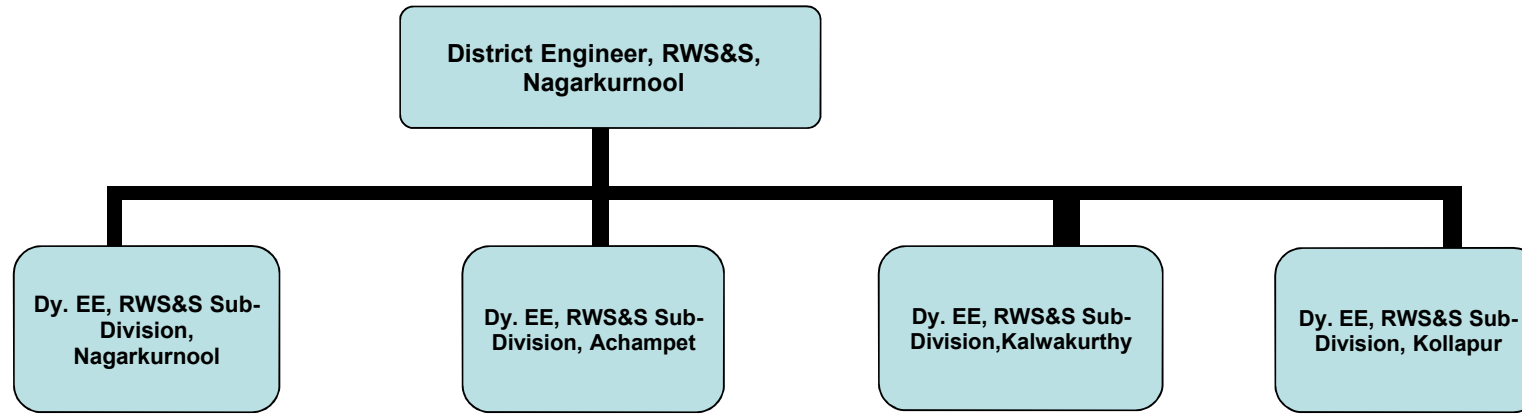 District Engineer, RWS&S,
Nagarkurnool
Dy. EE, RWS&S Sub-
Division,
Nagarkurnool
Dy. EE, RWS&S Sub-
Division, Achampet
Dy. EE, RWS&S Sub-
Division,Kalwakurthy
Dy. EE, RWS&S Sub-
Division, Kollapur